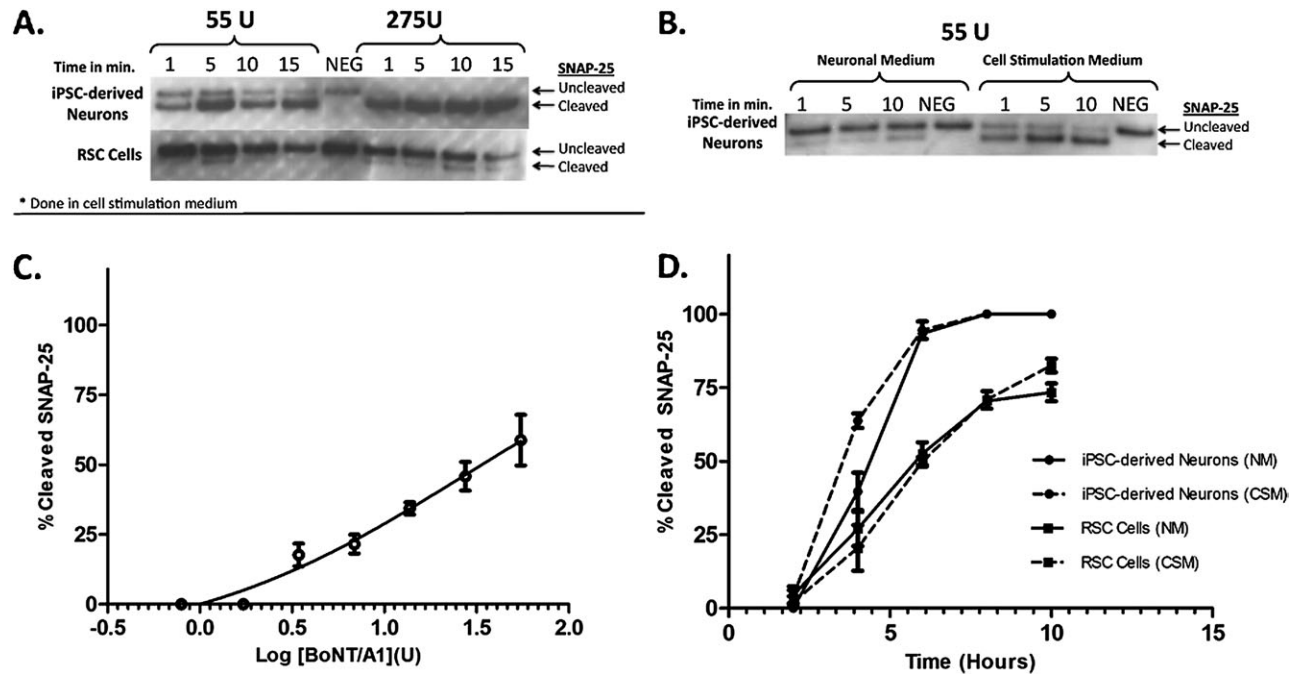 A.
55 U 275U
Time in min. 1 5 10 15 NEG 1 5 10 15 SNAP-25
iPSC-derived Neurons
Uncleaved
Cleaved
RSC Cells
Uncleaved
Cleaved
* Done in cell stimulation medium
B.
55 U
Neuronal Medium Cell Stimulation Medium
Time in min. 1 5 10 NEG 1 5 10 NEG SNAP-25
iPSC-derived Neurons
Uncleaved
Cleaved
C.
%Cleaved SNAP-25
100
75
50
25
0
-0.5 0.0 0.5 1.0 1.5 2.0
Log [BoNT/A1](U)
D.
%Cleaved SNAP-25
100
75
50
25
0
0 5 10 15
Time (Hours)
iPSC-derived Neurons (NM)
iPSC-derived Neurons (CSM)
RSC Cells (NM)
RSC Cells (CSM)